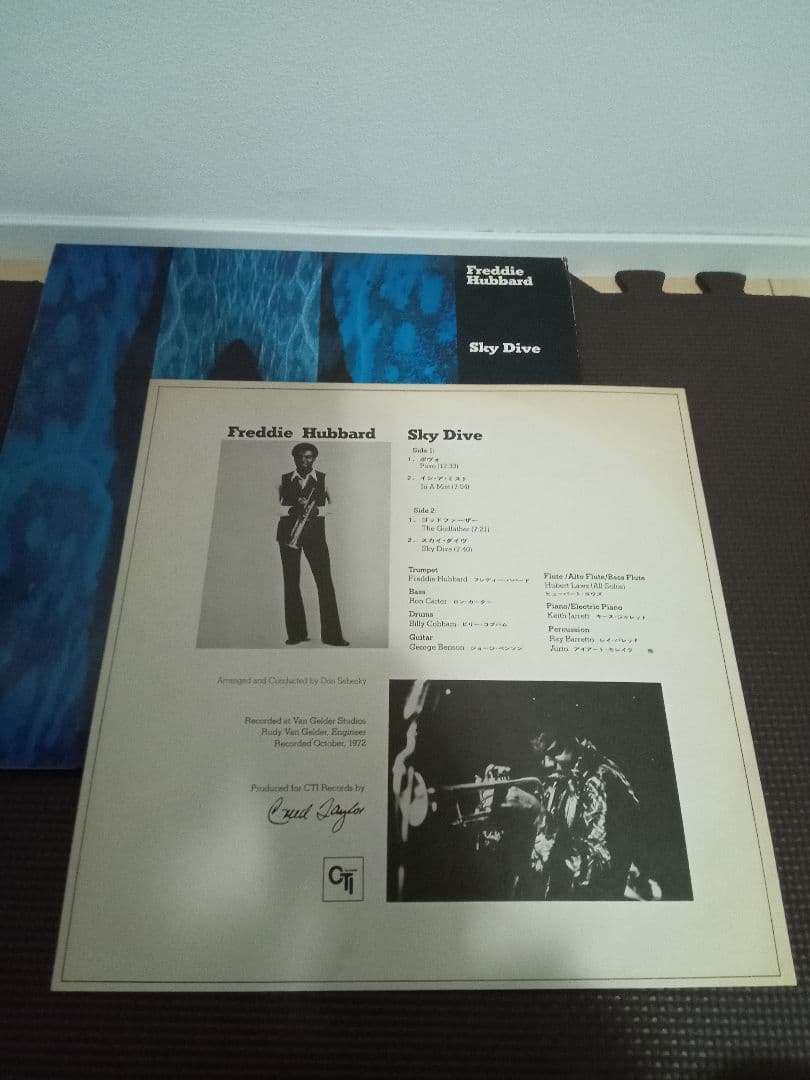 Freddie
Hubbard
Sky Dive
Freddie Hubbard
Sky Dive
Side 1:
1. ポヴォ
Povo (12:33)
2. イン・ア・ミスト
In A Mist (7:04)
Side 2:
1. ゴッドファーザー
The Godfather (7:21)
2. スカイ・ダイヴ
Sky Dive (7:40)
Trumpet
Freddie Hubbard フレディー・ハバード
Bass
Ron Carter ロン・カーター
Drums
Billy Cobham ビリー・コブハム
Guitar
George Benson ジョージ・ベンソン
Flute/Alto Flute/Bass Flute
Hubert Laws (All Solos)
ヒューバート・ロウズ
Piano/Electric Piano
Keith Jarrett キース・ジャレット
Percussion
Ray Barretto レイ・バレット
Airto アイアート・モレイラ 他
Arranged and Conducted by Don Sebesky
Recorded at Van Gelder Studios
Rudy Van Gelder, Engineer
Recorded October, 1972
Produced for CTI Records by
Creed Taylor
CTI